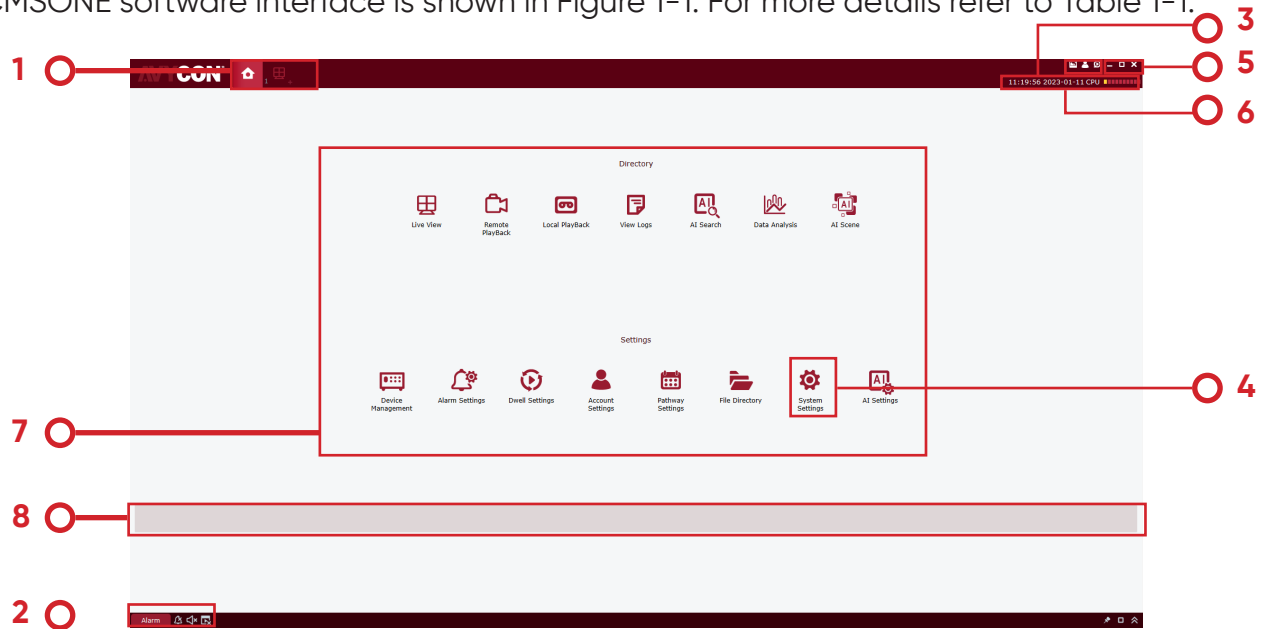 CMSONE software interface is shown in Figure 1-1. For more details refer to Table 1-1.
3
1
AVYCON
1
5
11:19:56 2023-01-11 CPU
6
Directory
Live View
Remote PlayBack
Local PlayBack
View Logs
AI Search
Data Analysis
AI Scene
Settings
Device Management
Alarm Settings
Dwell Settings
Account Settings
Pathway Settings
File Directory
System Settings
AI Settings
4
7
8
2
Alarm